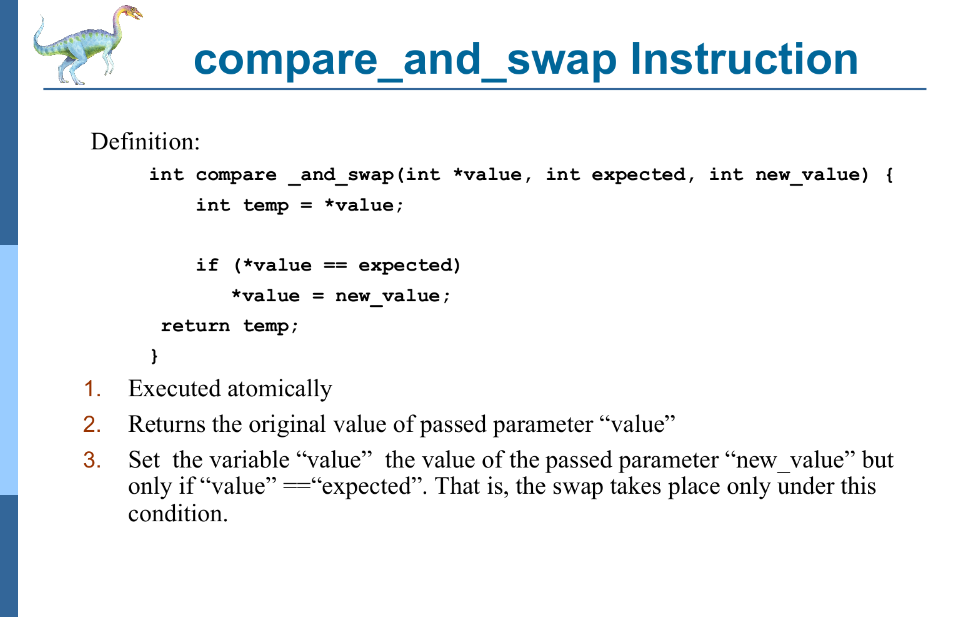 compare_and_swap Instruction
Definition:
int compare _and_swap(int *value, int expected, int new_value) {
int temp = *value;
if (*value == expected)
*value = new_value;
return temp;
}
1. Executed atomically
2. Returns the original value of passed parameter “value”
3. Set the variable “value” the value of the passed parameter “new_value” but
only if “value” ==“expected”. That is, the swap takes place only under this
condition.